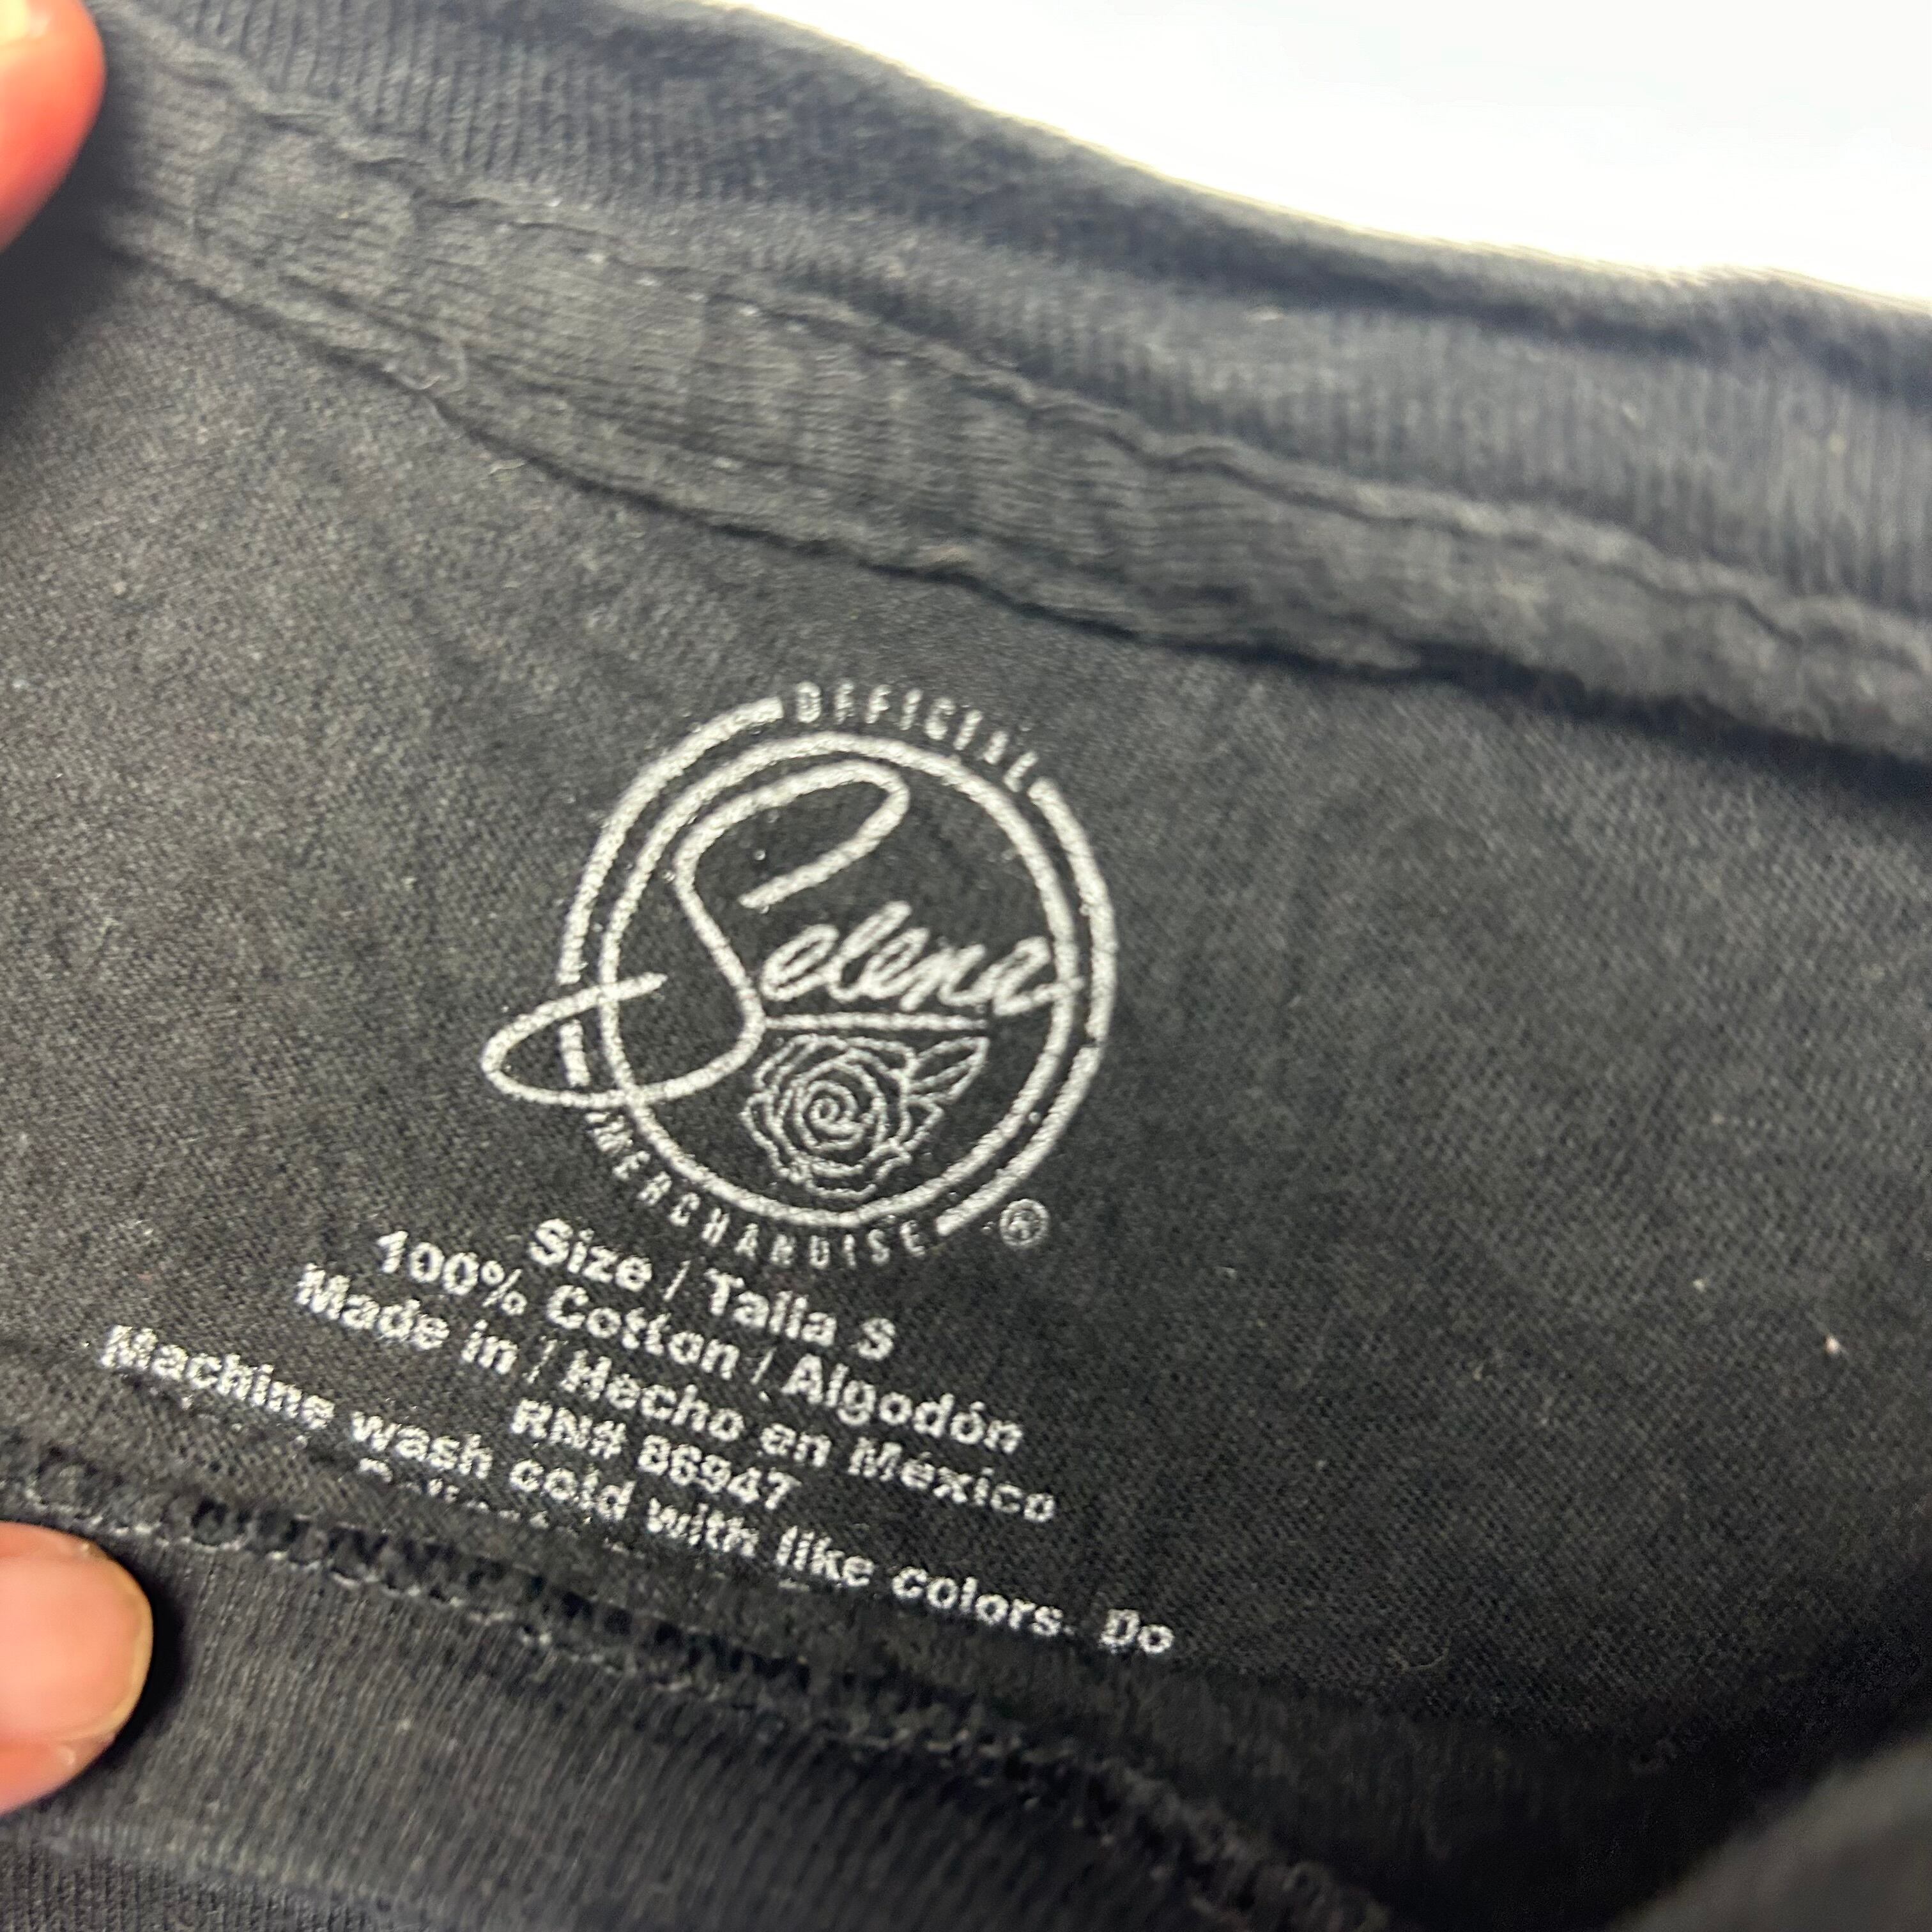 OFFICIAL
Selena
MERCHANDISE
®
Size | Talla S
100% Cotton | Algodón
Made in | Hecho en México
RN# 86947
Machine wash cold with like colors. Do